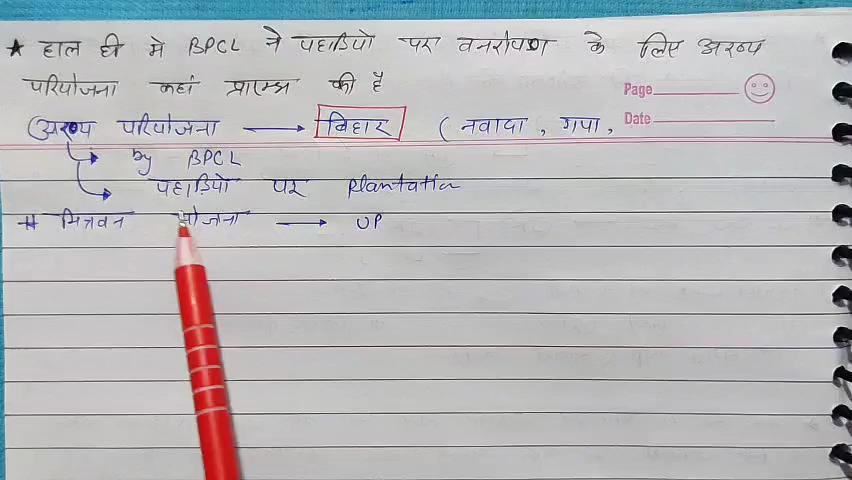 ★ हाल ही मे BPCL ने पहाडियो पर वनरोपण के लिए अरण्य
परियोजना कहां प्रारम्भ की है
Page
अरण्य परियोजना → बिहार ( नवादा , गया ,
Date
by BPCL
पहाडियो पर plantation
# मित्रवन योजना → UP